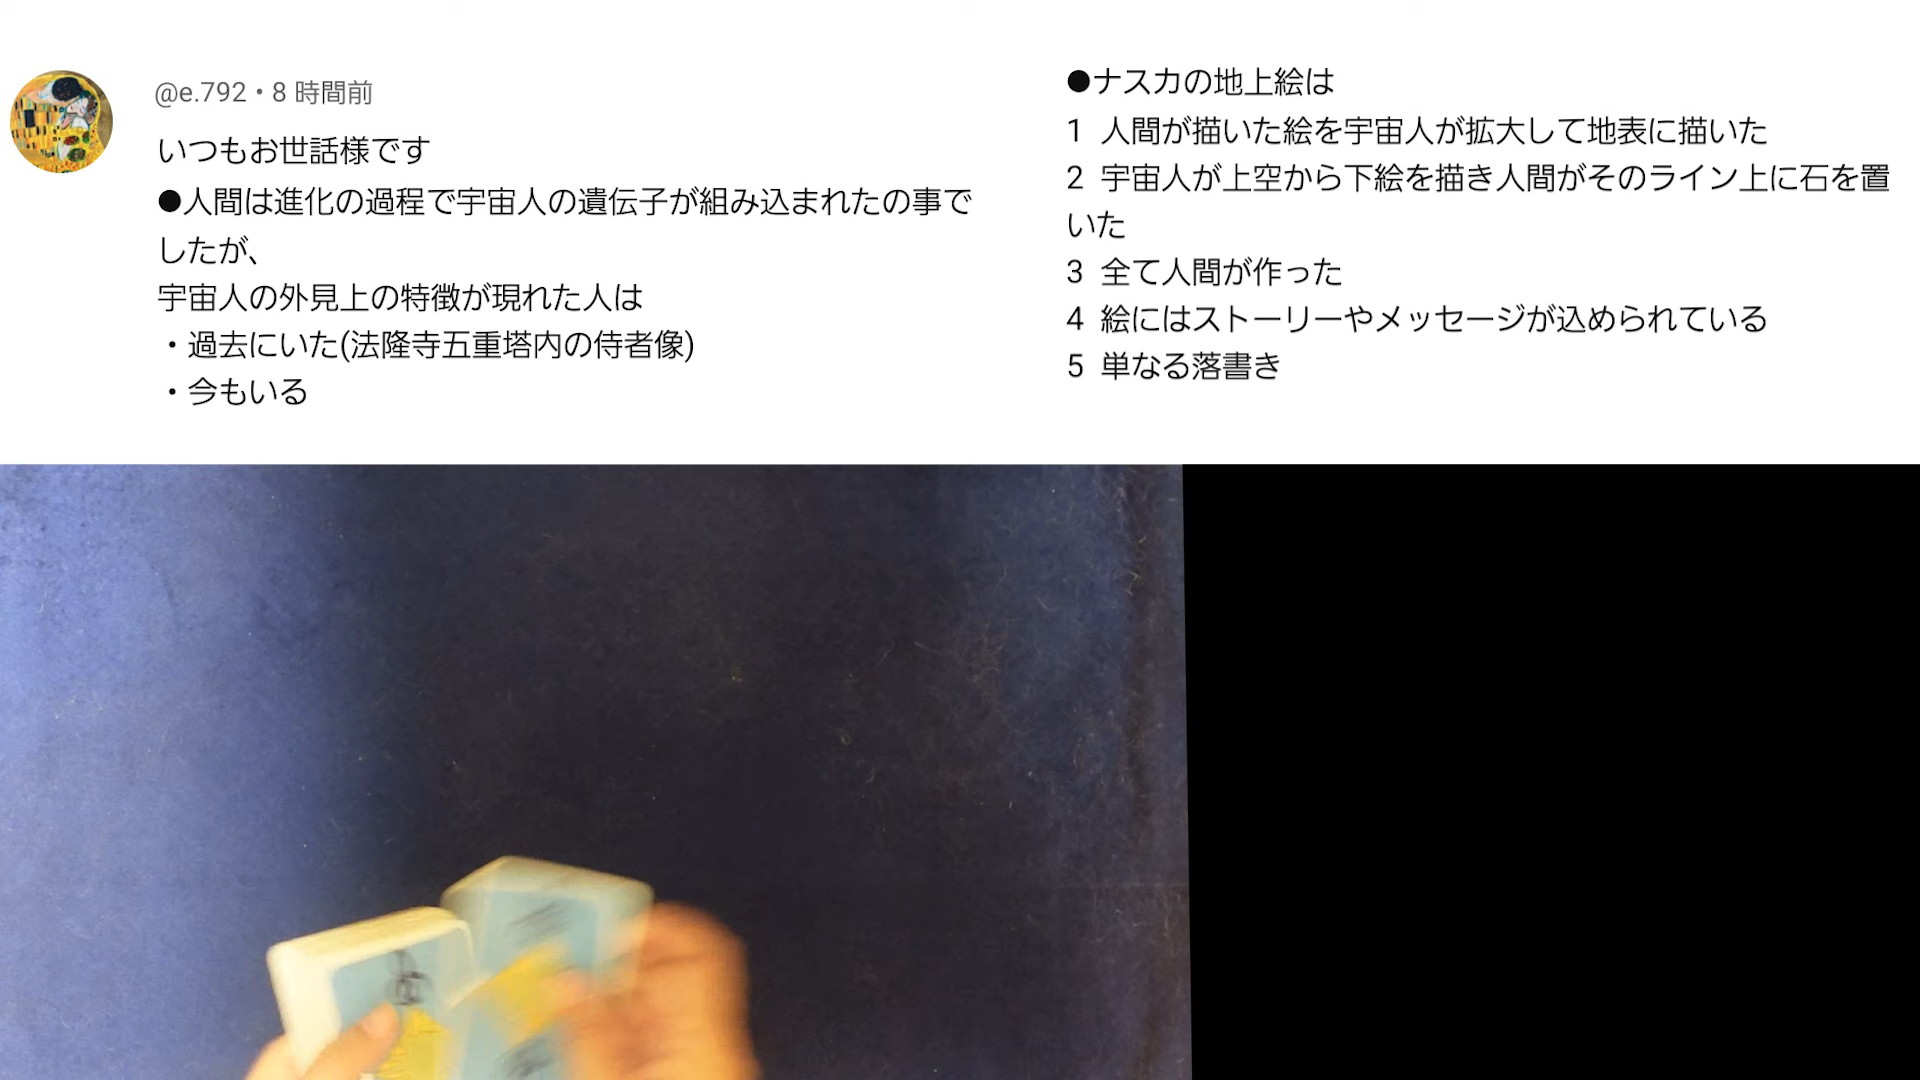 @e.792・8 時間前
いつもお世話様です
●人間は進化の過程で宇宙人の遺伝子が組み込まれたの事で
したが、
宇宙人の外見上の特徴が現れた人は
・過去にいた(法隆寺五重塔内の侍者像)
・今もいる
●ナスカの地上絵は
1 人間が描いた絵を宇宙人が拡大して地表に描いた
2 宇宙人が上空から下絵を描き人間がそのライン上に石を置
いた
3 全て人間が作った
4 絵にはストーリーやメッセージが込められている
5 単なる落書き